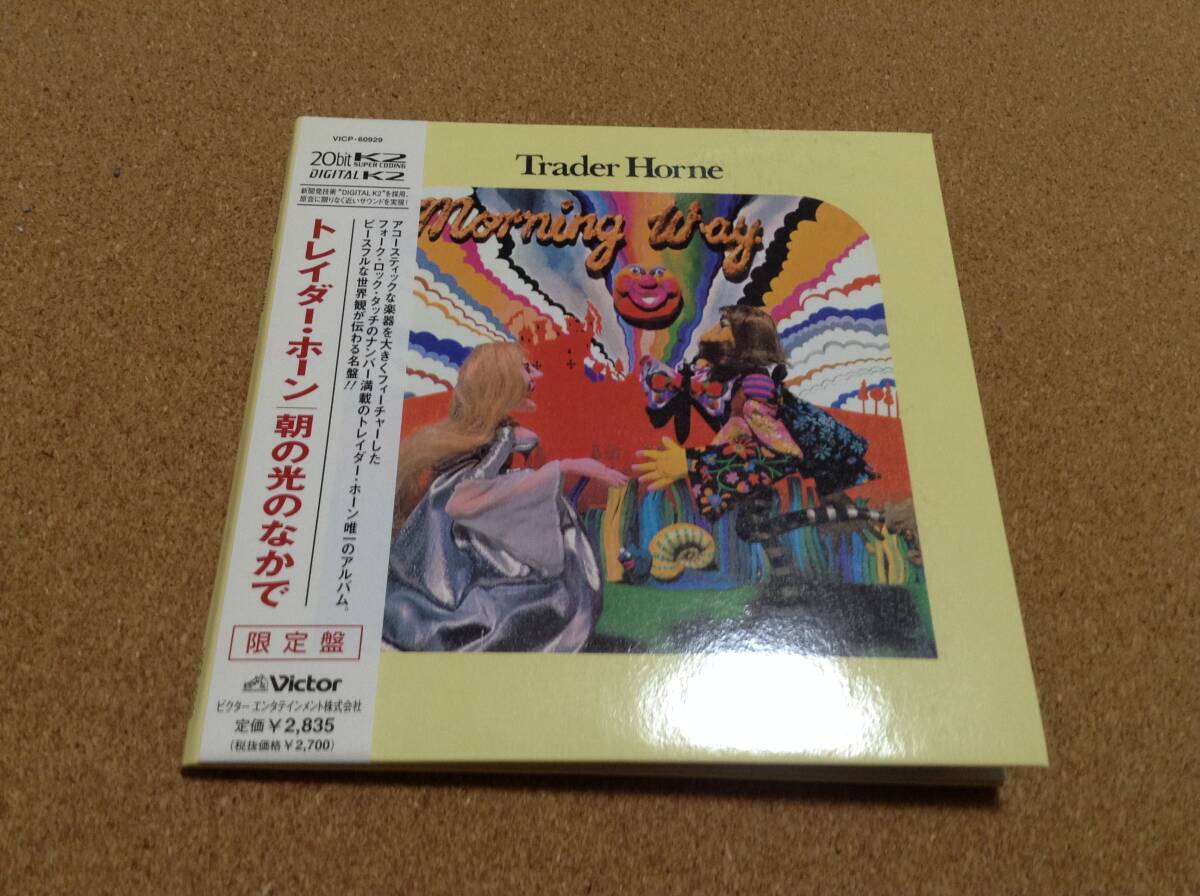 VICP-60929
20bit K2
SUPER CODING
DIGITAL K2
新開発技術“DIGITAL K2”を採用。
原音に限りなく近いサウンドを実現!
アコースティックな楽器を大きくフィーチャーした
フォーク・ロック・タッチのナンバー満載のトレイダー・ホーン唯一のアルバム。
ピースフルな世界観が伝わる名盤!!
トレイダー・ホーン 朝の光のなかで
限定盤
Victor
ビクター エンタテインメント株式会社
定価¥2,835
(税抜価格¥2,700)
Trader Horne
Morning Way